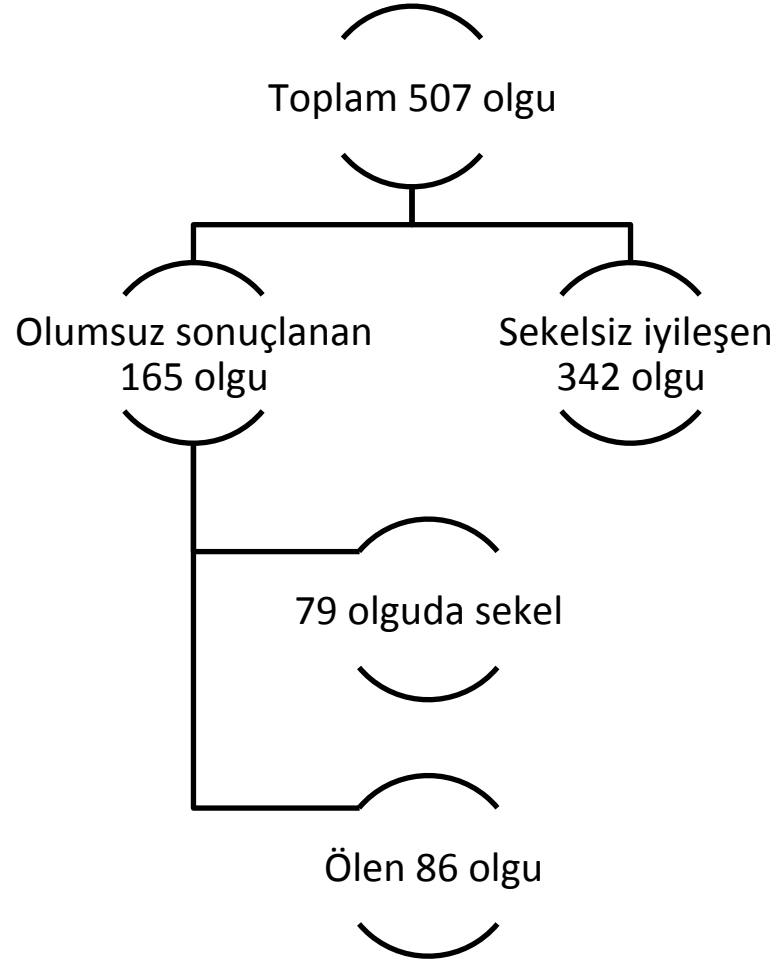 Toplam 507 olgu
Olumsuz sonuçlanan
165 olgu
Sekelsiz iyileşen
342 olgu
79 olguda sekel
Ölen 86 olgu